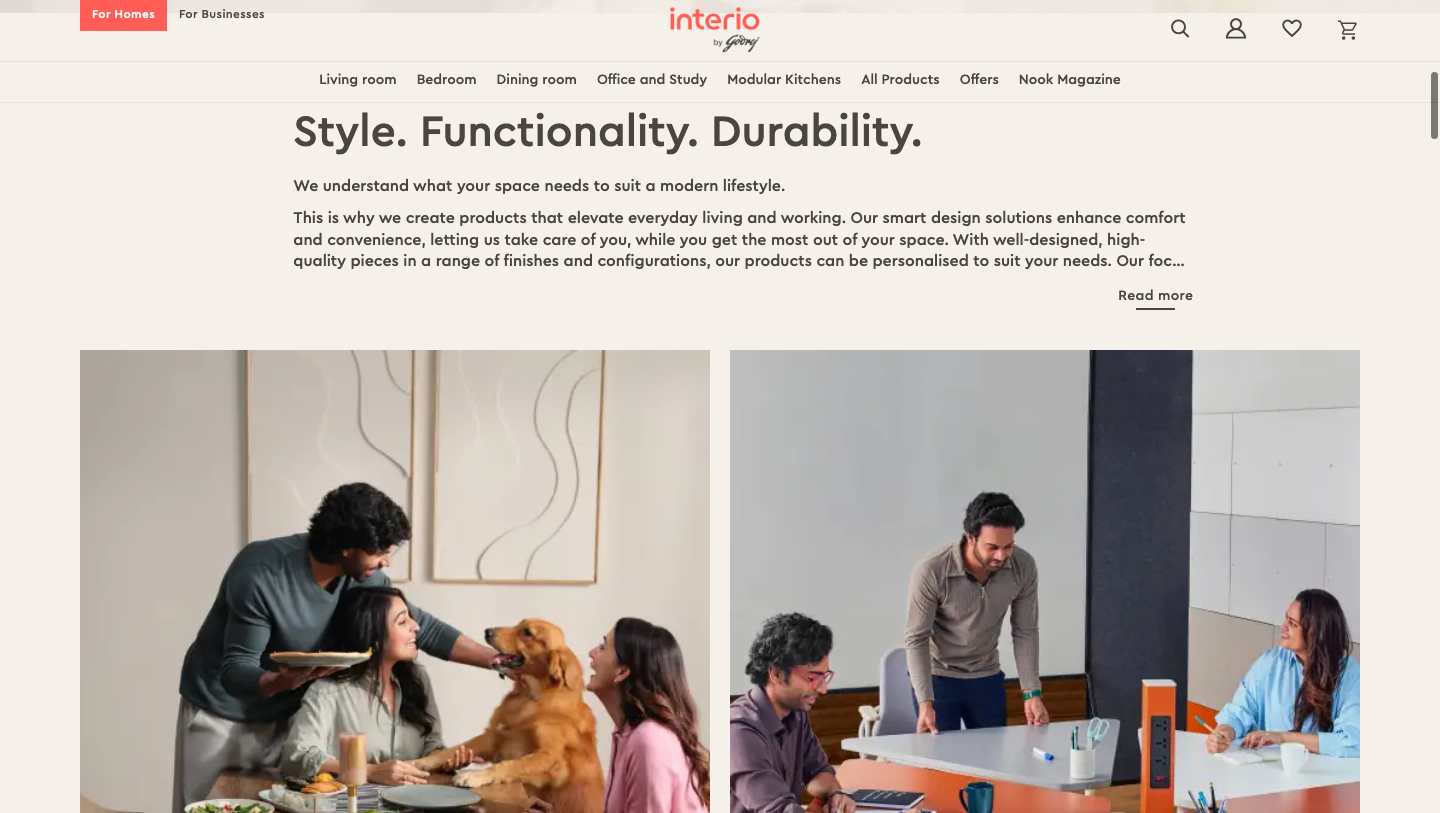 For Homes
For Businesses
interio
by Godrej
Living room
Bedroom
Dining room
Office and Study
Modular Kitchens
All Products
Offers
Nook Magazine
Style. Functionality. Durability.
We understand what your space needs to suit a modern lifestyle.
This is why we create products that elevate everyday living and working. Our smart design solutions enhance comfort
and convenience, letting us take care of you, while you get the most out of your space. With well-designed, high-
quality pieces in a range of finishes and configurations, our products can be personalised to suit your needs. Our foc...
Read more